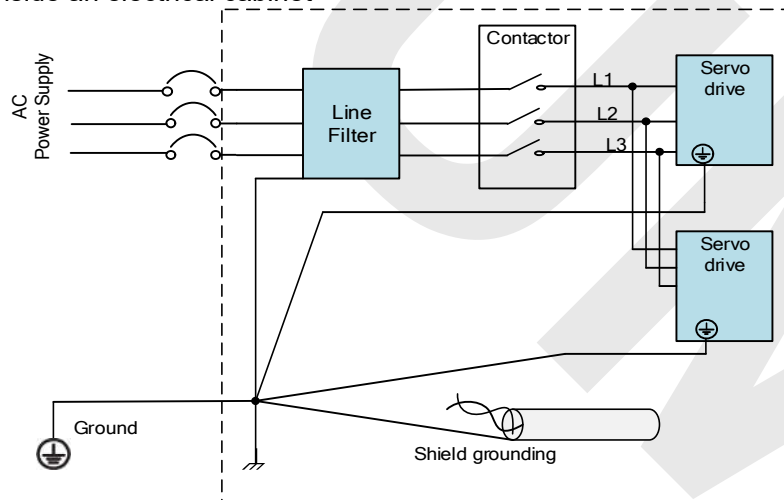 AC
Power Supply
Line
Filter
Contactor
L1
L2
L3
Servo
drive
Servo
drive
Ground
Shield grounding